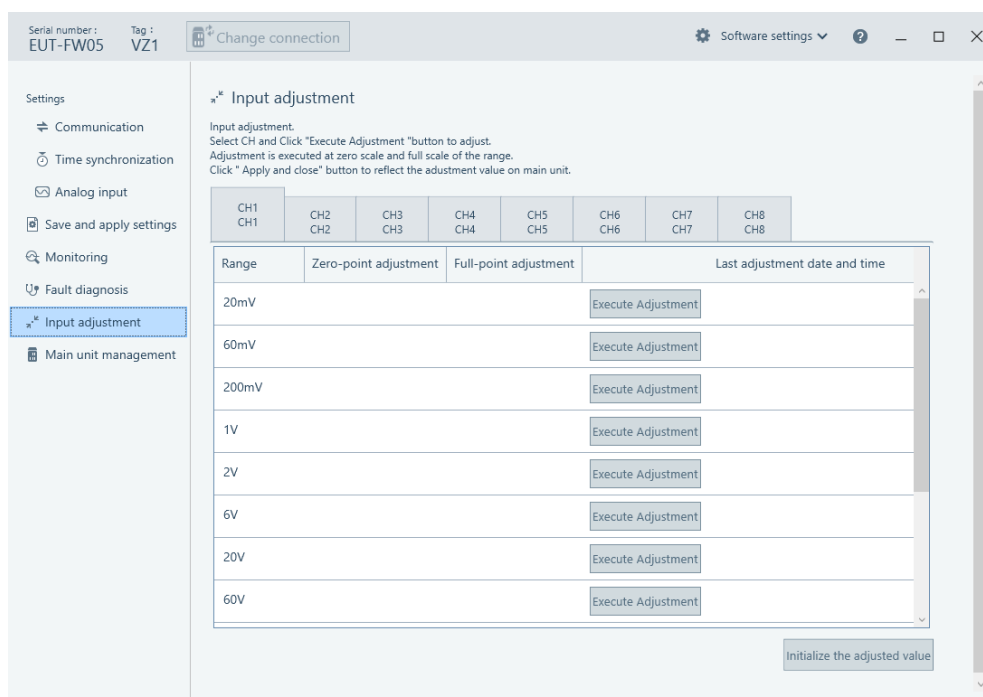 Serial number :
EUT-FW05
Tag :
VZ1
Change connection
Software settings
Settings
Communication
Time synchronization
Analog input
Save and apply settings
Monitoring
Fault diagnosis
Input adjustment
Main unit management
Input adjustment
Input adjustment.
Select CH and Click "Execute Adjustment "button to adjust.
Adjustment is executed at zero scale and full scale of the range.
Click " Apply and close" button to reflect the adustment value on main unit.
CH1
CH1
CH2
CH2
CH3
CH3
CH4
CH4
CH5
CH5
CH6
CH6
CH7
CH7
CH8
CH8
Range Zero-point adjustment Full-point adjustment Last adjustment date and time
20mV Execute Adjustment
60mV Execute Adjustment
200mV Execute Adjustment
1V Execute Adjustment
2V Execute Adjustment
6V Execute Adjustment
20V Execute Adjustment
60V Execute Adjustment
Initialize the adjusted value